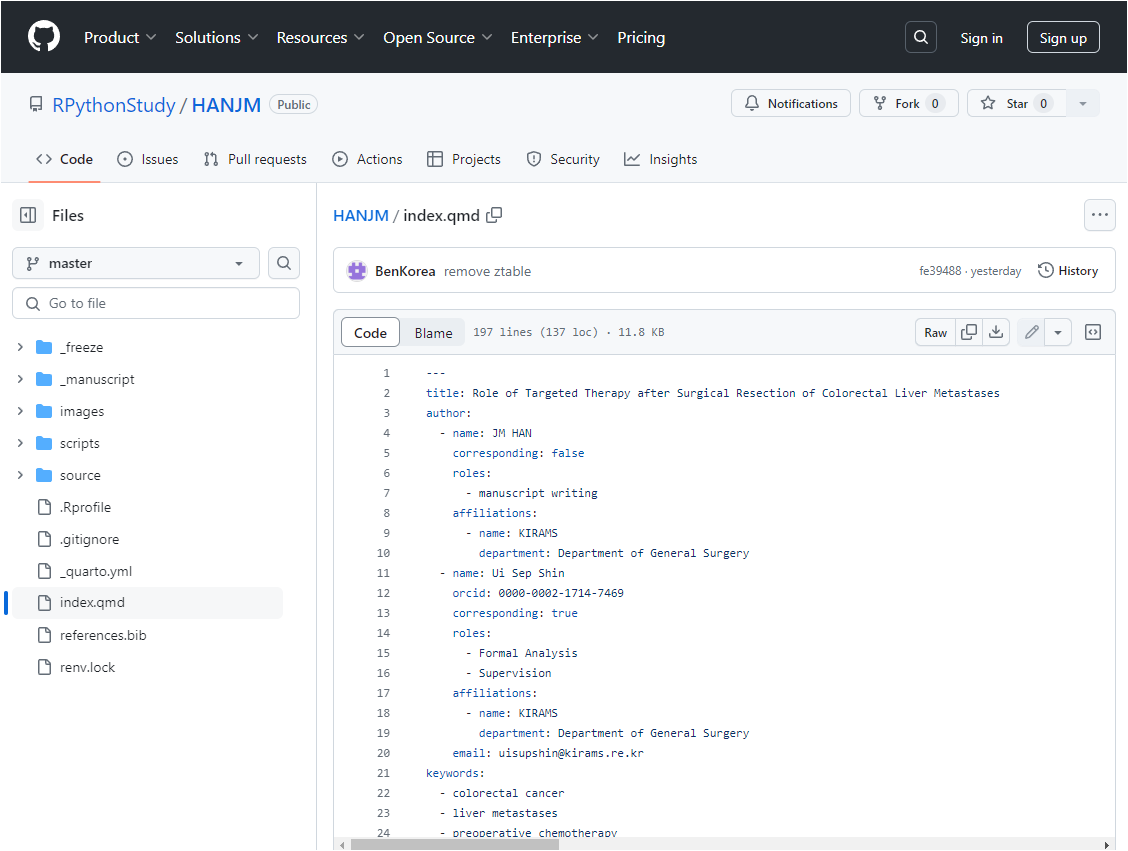 Product Solutions Resources Open Source Enterprise Pricing Sign in Sign up
RPythonStudy / HANJM Public Notifications Fork 0 Star 0
Code Issues Pull requests Actions Projects Security Insights
Files
master
Go to file
_freeze
_manuscript
images
scripts
source
.Rprofile
.gitignore
_quarto.yml
index.qmd
references.bib
renv.lock
HANJM / index.qmd
BenKorea remove ztable fe39488 · yesterday History
Code Blame 197 lines (137 loc) · 11.8 KB Raw
1 ---
2 title: Role of Targeted Therapy after Surgical Resection of Colorectal Liver Metastases
3 author:
4 - name: JM HAN
5 corresponding: false
6 roles:
7 - manuscript writing
8 affiliations:
9 - name: KIRAMS
10 department: Department of General Surgery
11 - name: Ui Sep Shin
12 orcid: 0000-0002-1714-7469
13 corresponding: true
14 roles:
15 - Formal Analysis
16 - Supervision
17 affiliations:
18 - name: KIRAMS
19 department: Department of General Surgery
20 email: uisupshin@kirams.re.kr
21 keywords:
22 - colorectal cancer
23 - liver metastases
24 - preoperative chemotherapy